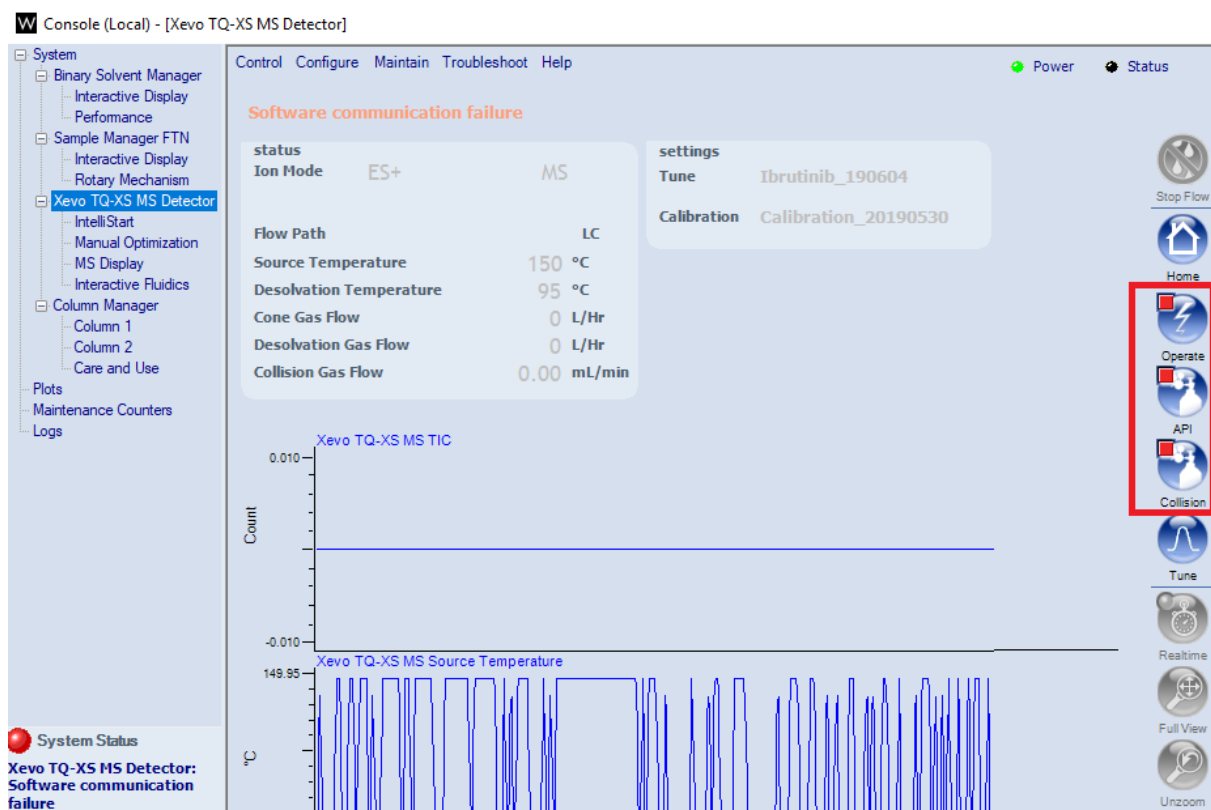 W Console (Local) - [Xevo TQ-XS MS Detector]
System
Binary Solvent Manager
Interactive Display
Performance
Sample Manager FTN
Interactive Display
Rotary Mechanism
Xevo TQ-XS MS Detector
IntelliStart
Manual Optimization
MS Display
Interactive Fluidics
Column Manager
Column 1
Column 2
Care and Use
Plots
Maintenance Counters
Logs
System Status
Xevo TQ-XS MS Detector:
Software communication
failure
Control Configure Maintain Troubleshoot Help
Power Status
Software communication failure
status
Ion Mode ES+ MS
Flow Path LC
Source Temperature 150 °C
Desolvation Temperature 95 °C
Cone Gas Flow 0 L/Hr
Desolvation Gas Flow 0 L/Hr
Collision Gas Flow 0.00 mL/min
settings
Tune Ibrutinib_190604
Calibration Calibration_20190530
Xevo TQ-XS MS TIC
0.010
Count
-0.010
Xevo TQ-XS MS Source Temperature
149.95
°C
Stop Flow
Home
Operate
API
Collision
Tune
Realtime
Full View
Unzoom